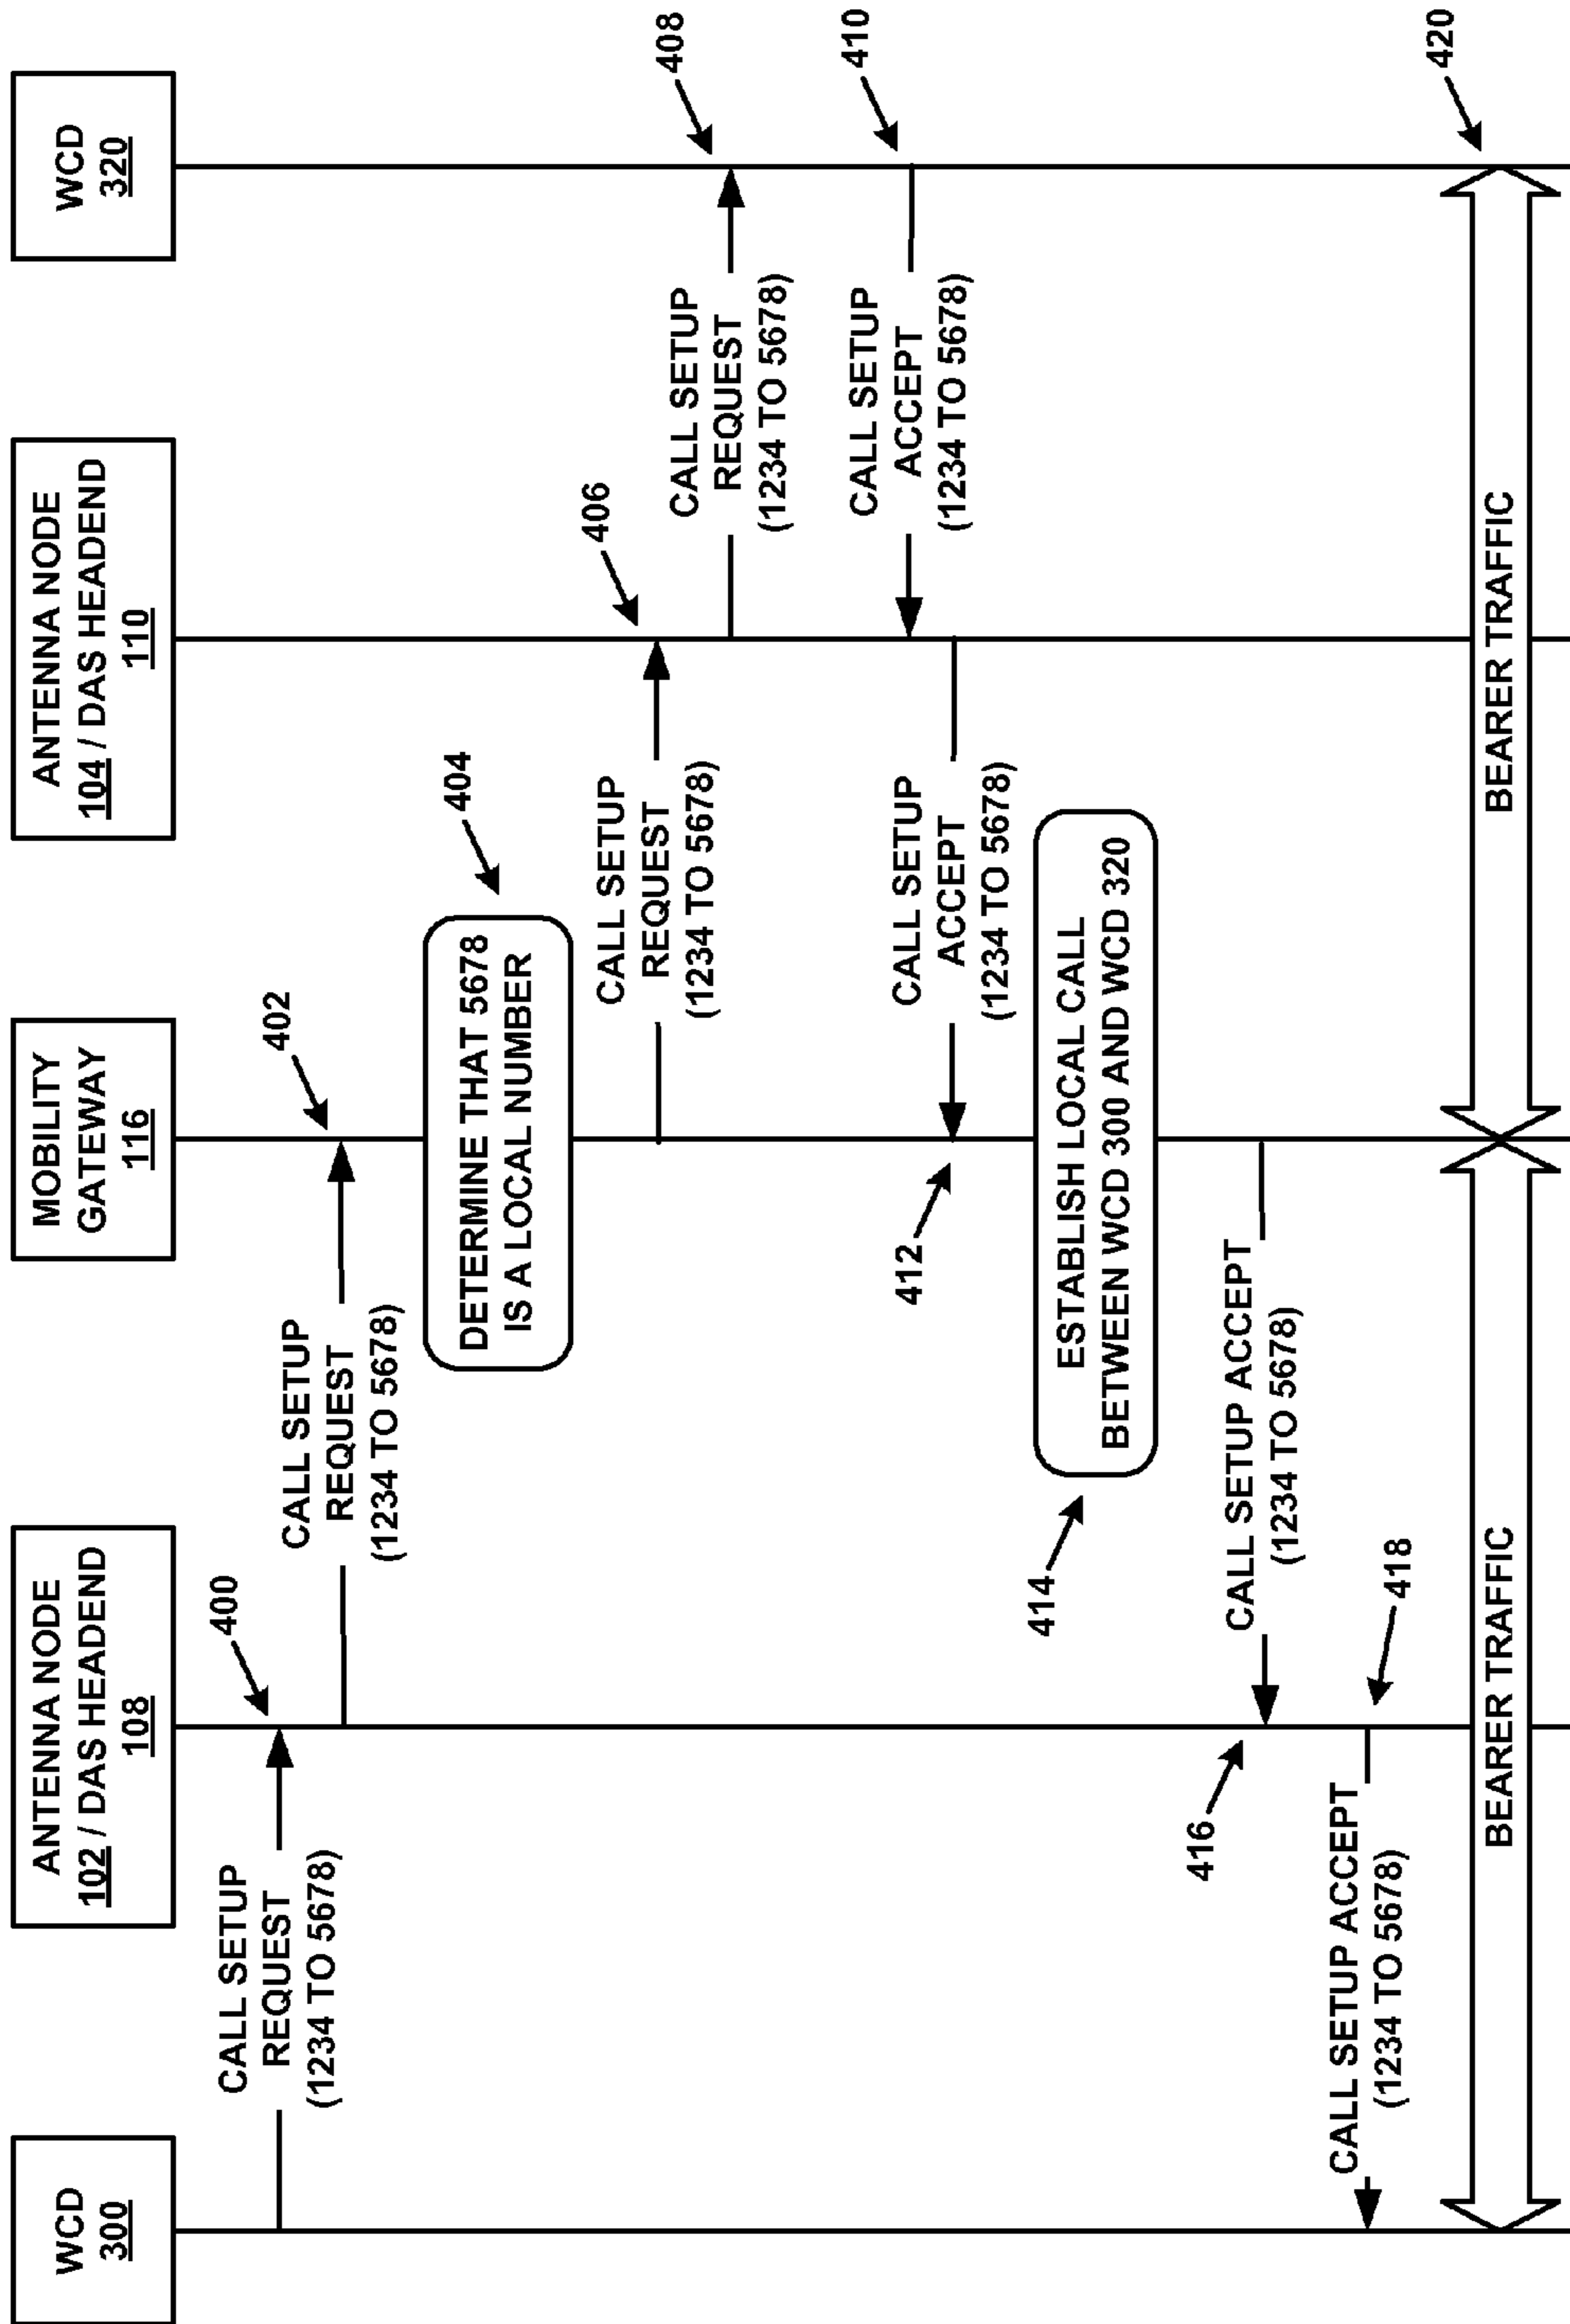 WCD
300
ANTENNA NODE
102 / DAS HEADEND
108
MOBILITY
GATEWAY
116
ANTENNA NODE
104 / DAS HEADEND
110
WCD
320
CALL SETUP
REQUEST
(1234 TO 5678)
400
CALL SETUP
REQUEST
(1234 TO 5678)
402
DETERMINE THAT 5678
IS A LOCAL NUMBER
404
CALL SETUP
REQUEST
(1234 TO 5678)
406
CALL SETUP
REQUEST
(1234 TO 5678)
408
CALL SETUP
ACCEPT
(1234 TO 5678)
410
CALL SETUP
ACCEPT
(1234 TO 5678)
412
ESTABLISH LOCAL CALL
BETWEEN WCD 300 AND WCD 320
414
CALL SETUP ACCEPT
(1234 TO 5678)
416
CALL SETUP ACCEPT
(1234 TO 5678)
418
BEARER TRAFFIC
BEARER TRAFFIC
420